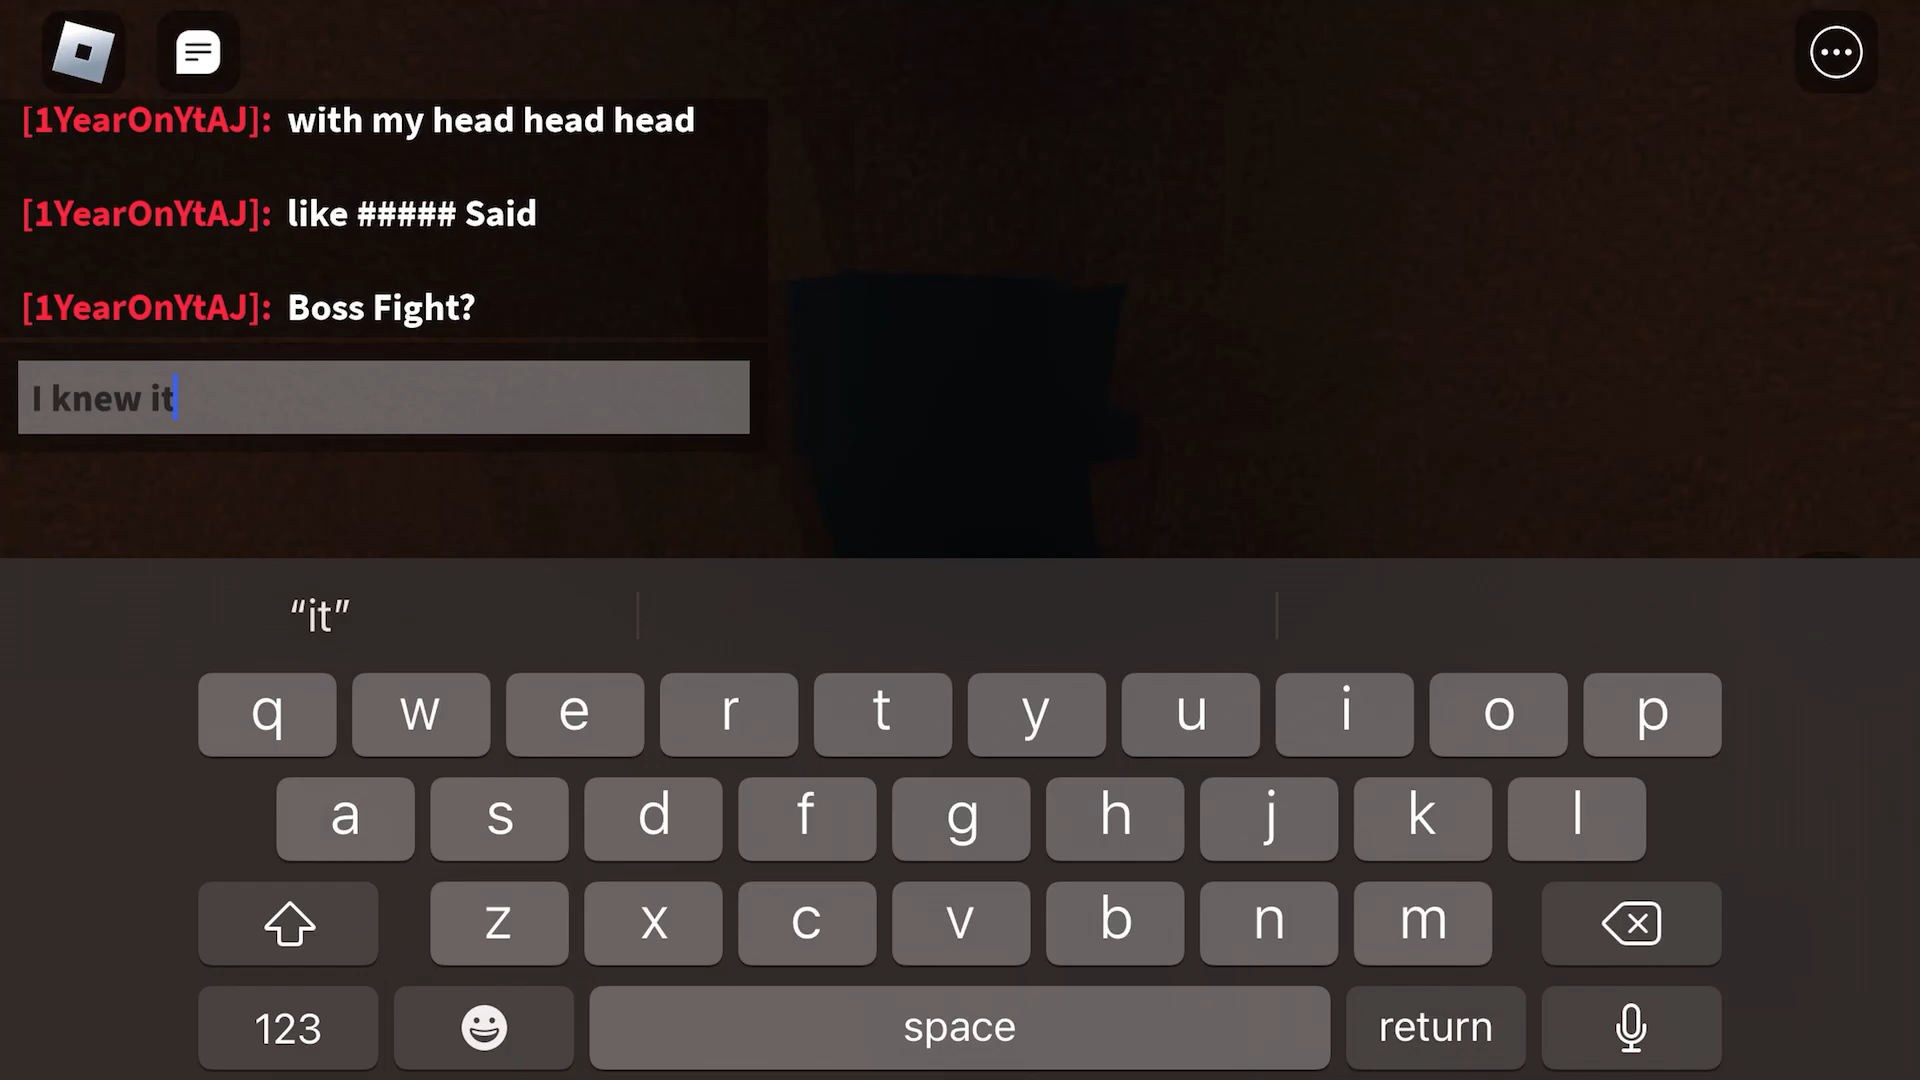 [1YearOnYtAJ]: with my head head head
[1YearOnYtAJ]: like ##### Said
[1YearOnYtAJ]: Boss Fight?
I knew it
“it”
q w e r t y u i o p
a s d f g h j k l
z x c v b n m
123 space return